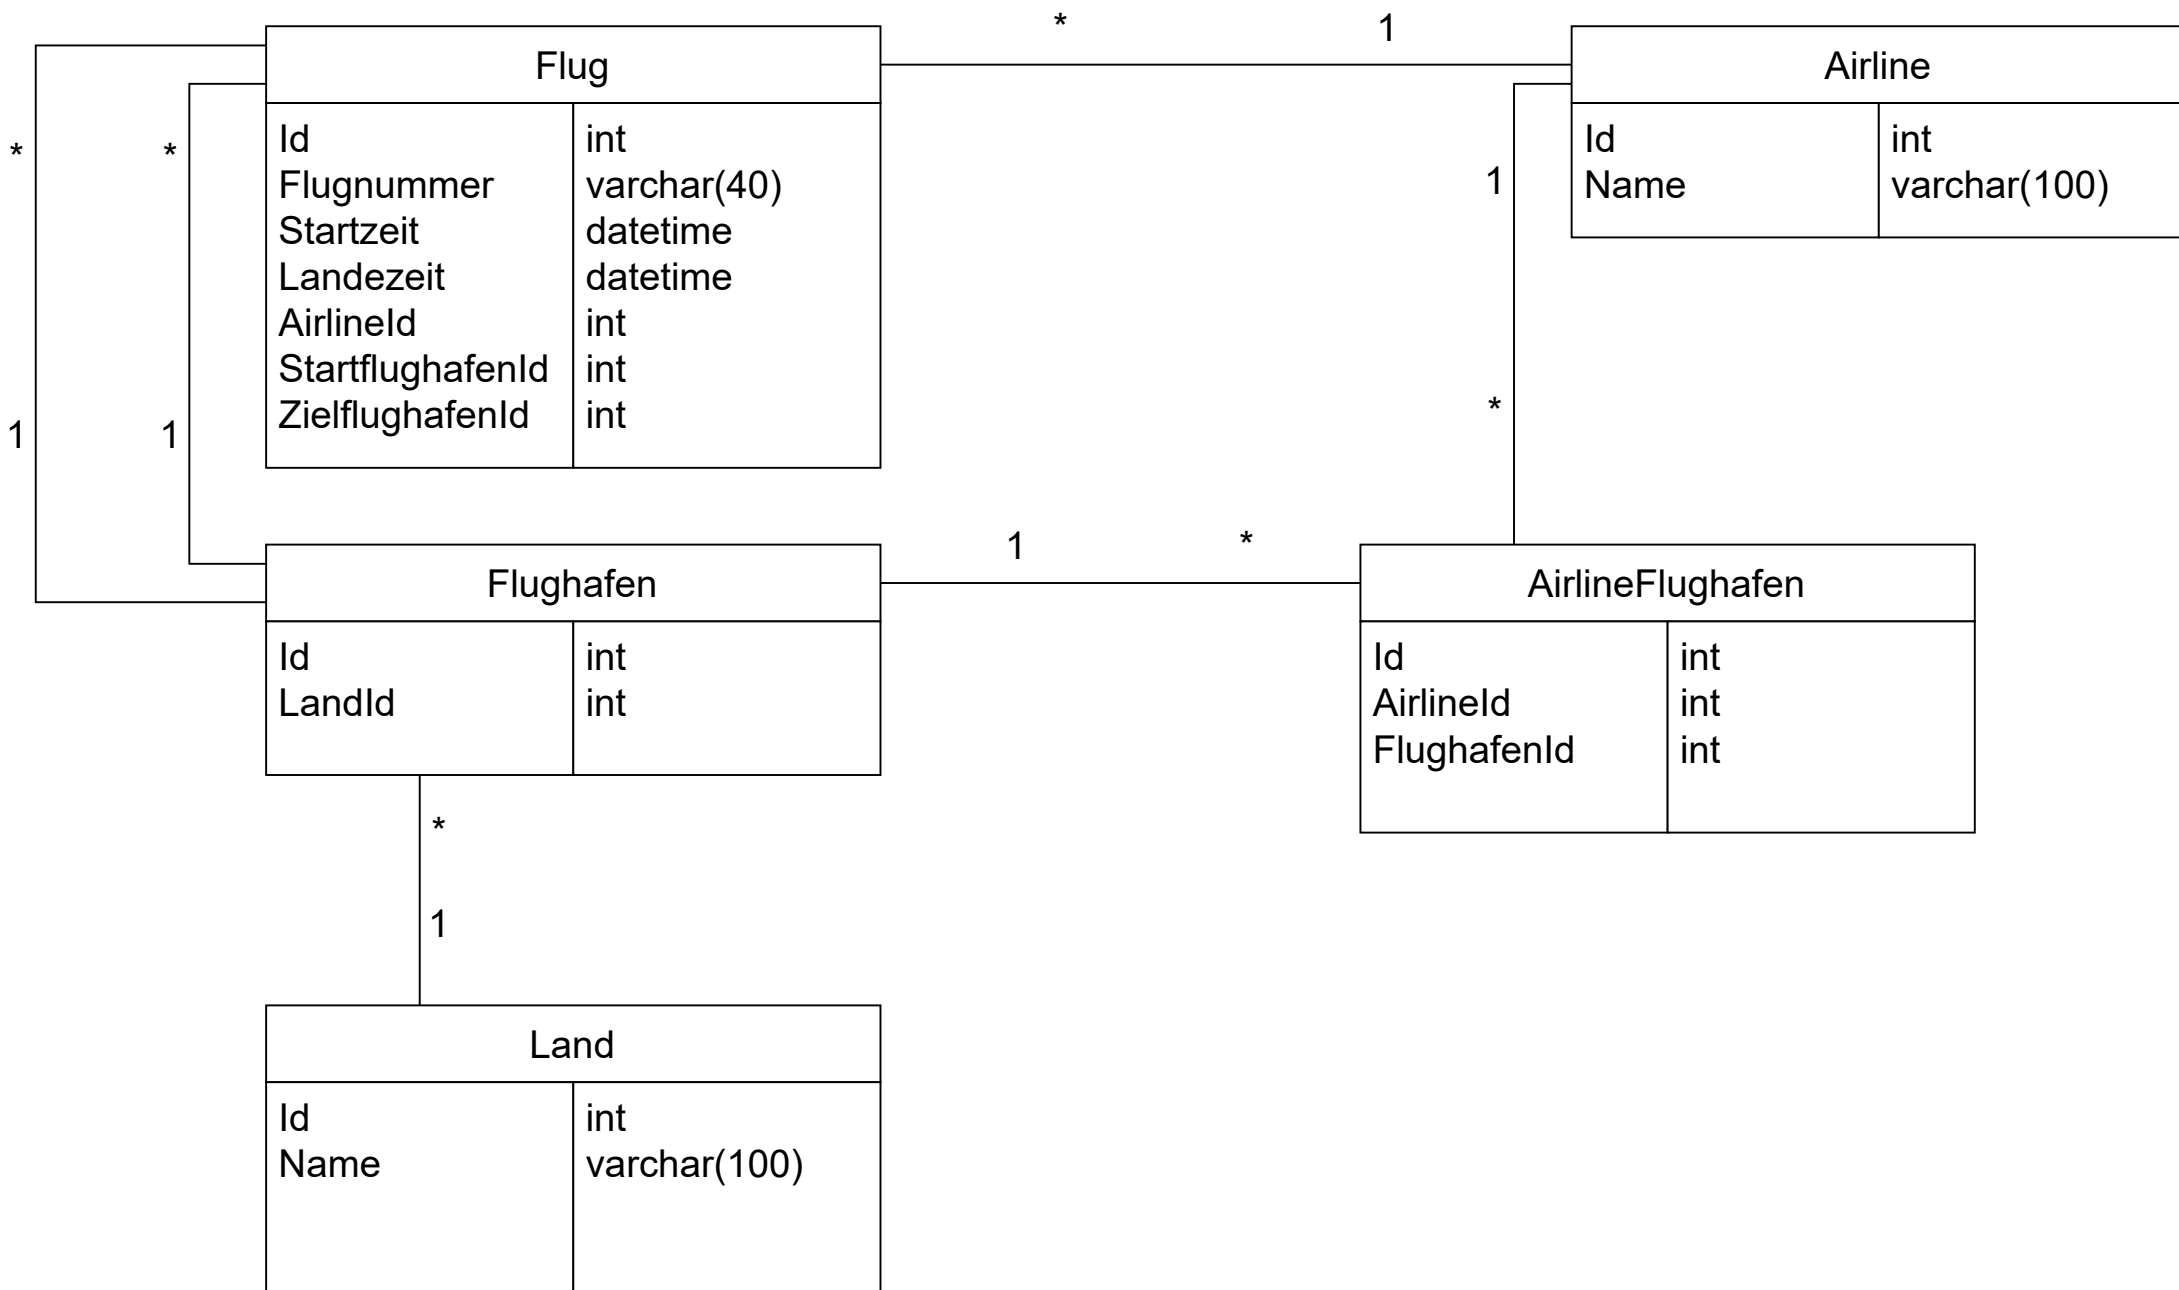 * 1
Flug
Id int
Flugnummer varchar(40)
Startzeit datetime
Landezeit datetime
AirlineId int
StartflughafenId int
ZielflughafenId int
Airline
Id int
Name varchar(100)
* *
1 1
1
*
1 *
Flughafen
Id int
LandId int
AirlineFlughafen
Id int
AirlineId int
FlughafenId int
*
1
Land
Id int
Name varchar(100)